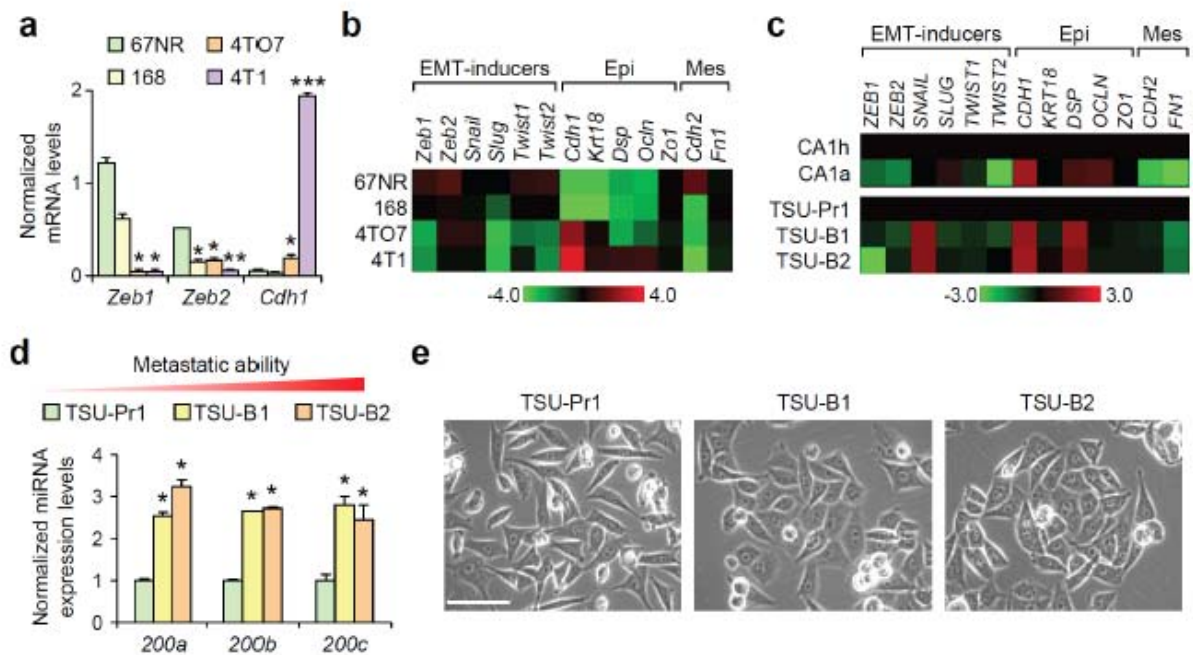 a
67NR
4TO7
168
4T1
Normalized
mRNA levels
2
1
0
* *
* *
* *
*
***
Zeb1
Zeb2
Cdh1
b
EMT-inducers
Epi
Mes
Zeb1
Zeb2
Snail
Slug
Twist1
Twist2
Cdh1
Krt18
Dsp
Ocln
Zo1
Cdh2
Fn1
67NR
168
4TO7
4T1
-4.0
4.0
c
EMT-inducers
Epi
Mes
ZEB1
ZEB2
SNAIL
SLUG
TWIST1
TWIST2
CDH1
KRT18
DSP
OCLN
ZO1
CDH2
FN1
CA1h
CA1a
TSU-Pr1
TSU-B1
TSU-B2
-3.0
3.0
d
Metastatic ability
TSU-Pr1
TSU-B1
TSU-B2
Normalized miRNA
expression levels
4
3
2
1
0
*
*
* *
*
*
200a
200b
200c
e
TSU-Pr1
TSU-B1
TSU-B2